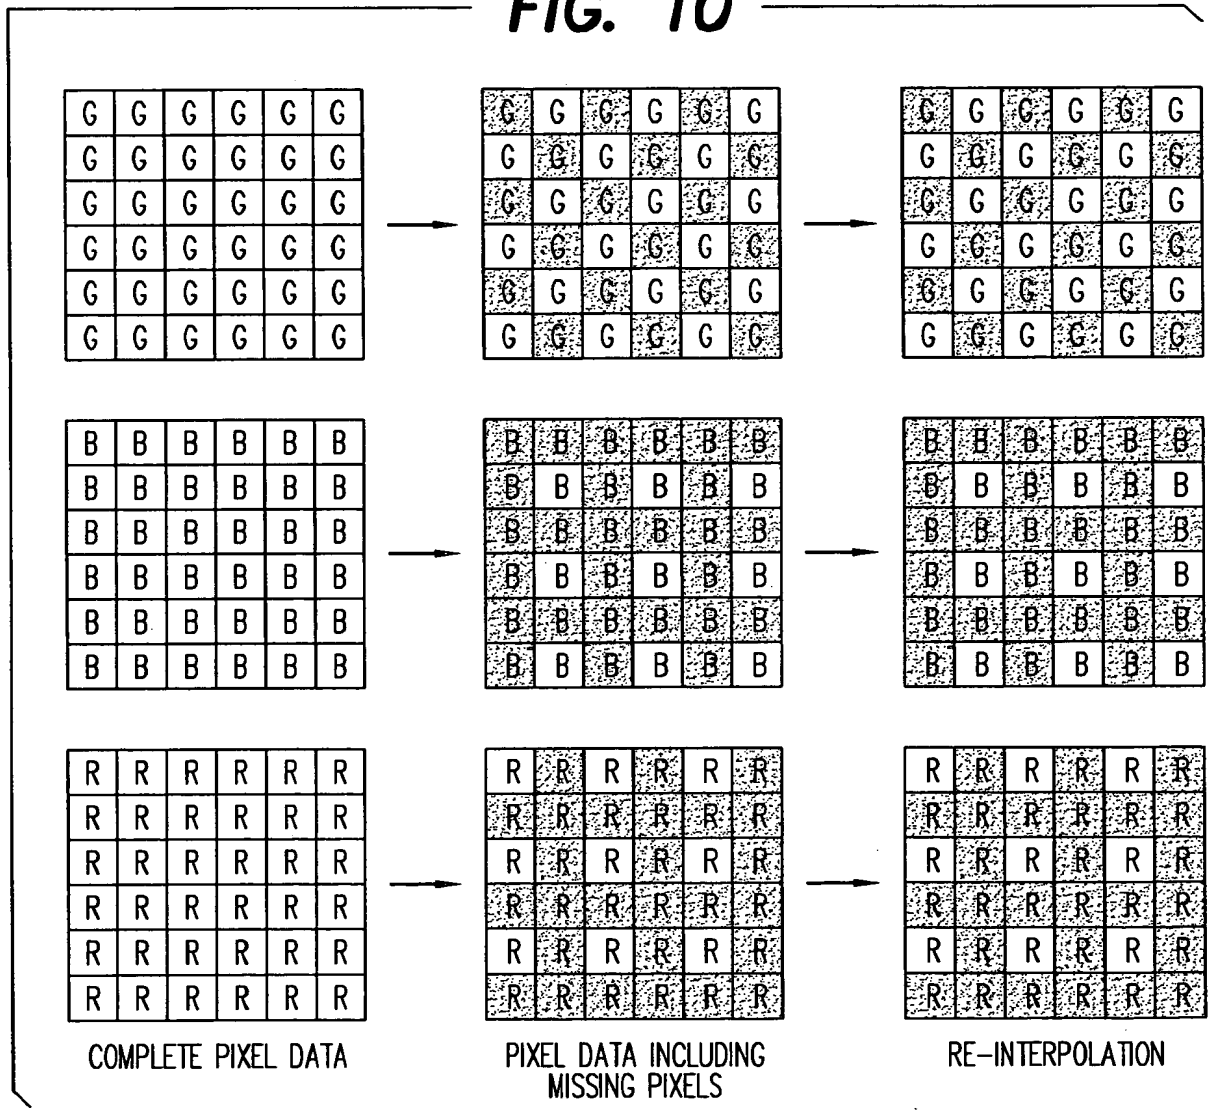 FIG. 10
G G G G G G G G G G G G G G G G G G
G G G G G G G G G G G G G G G G G G
G G G G G G G G G G G G G G G G G G
G G G G G G G G G G G G G G G G G G
G G G G G G G G G G G G G G G G G G
G G G G G G G G G G G G G G G G G G
B B B B B B B B B B B B B B B B B B
B B B B B B B B B B B B B B B B B B
B B B B B B B B B B B B B B B B B B
B B B B B B B B B B B B B B B B B B
B B B B B B B B B B B B B B B B B B
B B B B B B B B B B B B B B B B B B
R R R R R R R R R R R R R R R R R R
R R R R R R R R R R R R R R R R R R
R R R R R R R R R R R R R R R R R R
R R R R R R R R R R R R R R R R R R
R R R R R R R R R R R R R R R R R R
R R R R R R R R R R R R R R R R R R
COMPLETE PIXEL DATA
PIXEL DATA INCLUDING
MISSING PIXELS
RE-INTERPOLATION